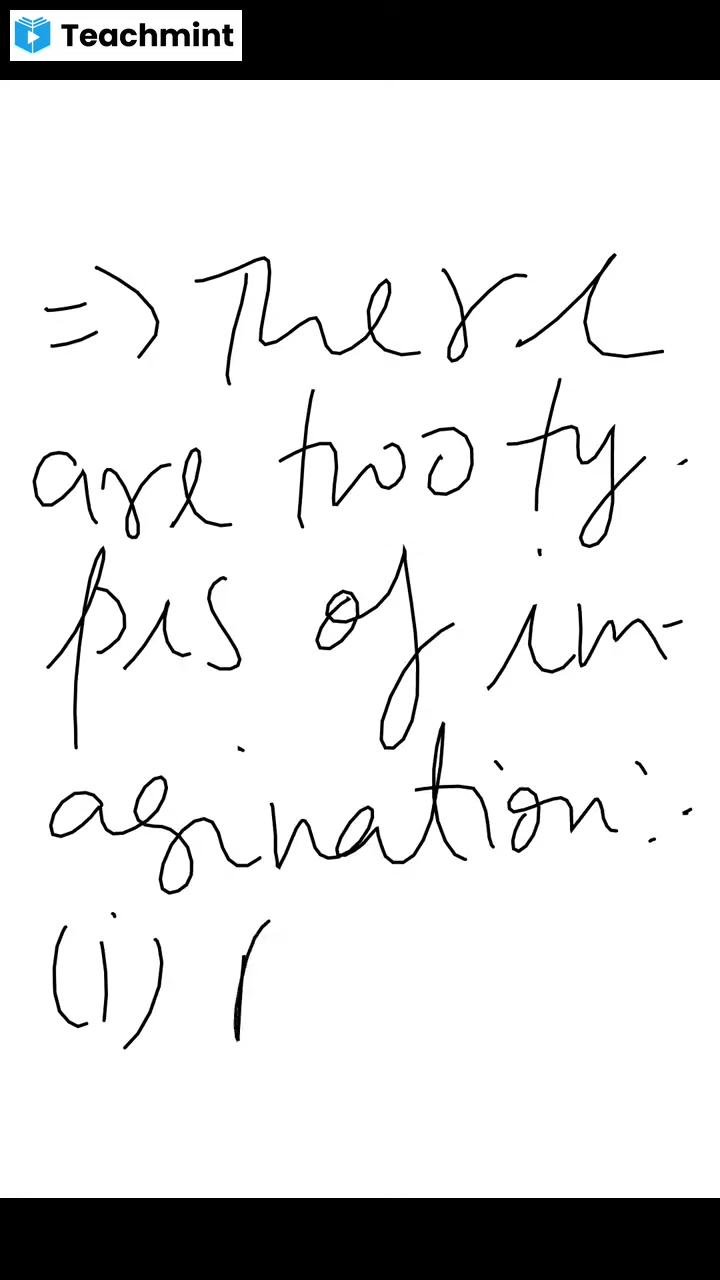 Teachmint
=> There
are two ty-
pes of im-
agination:-
(i)